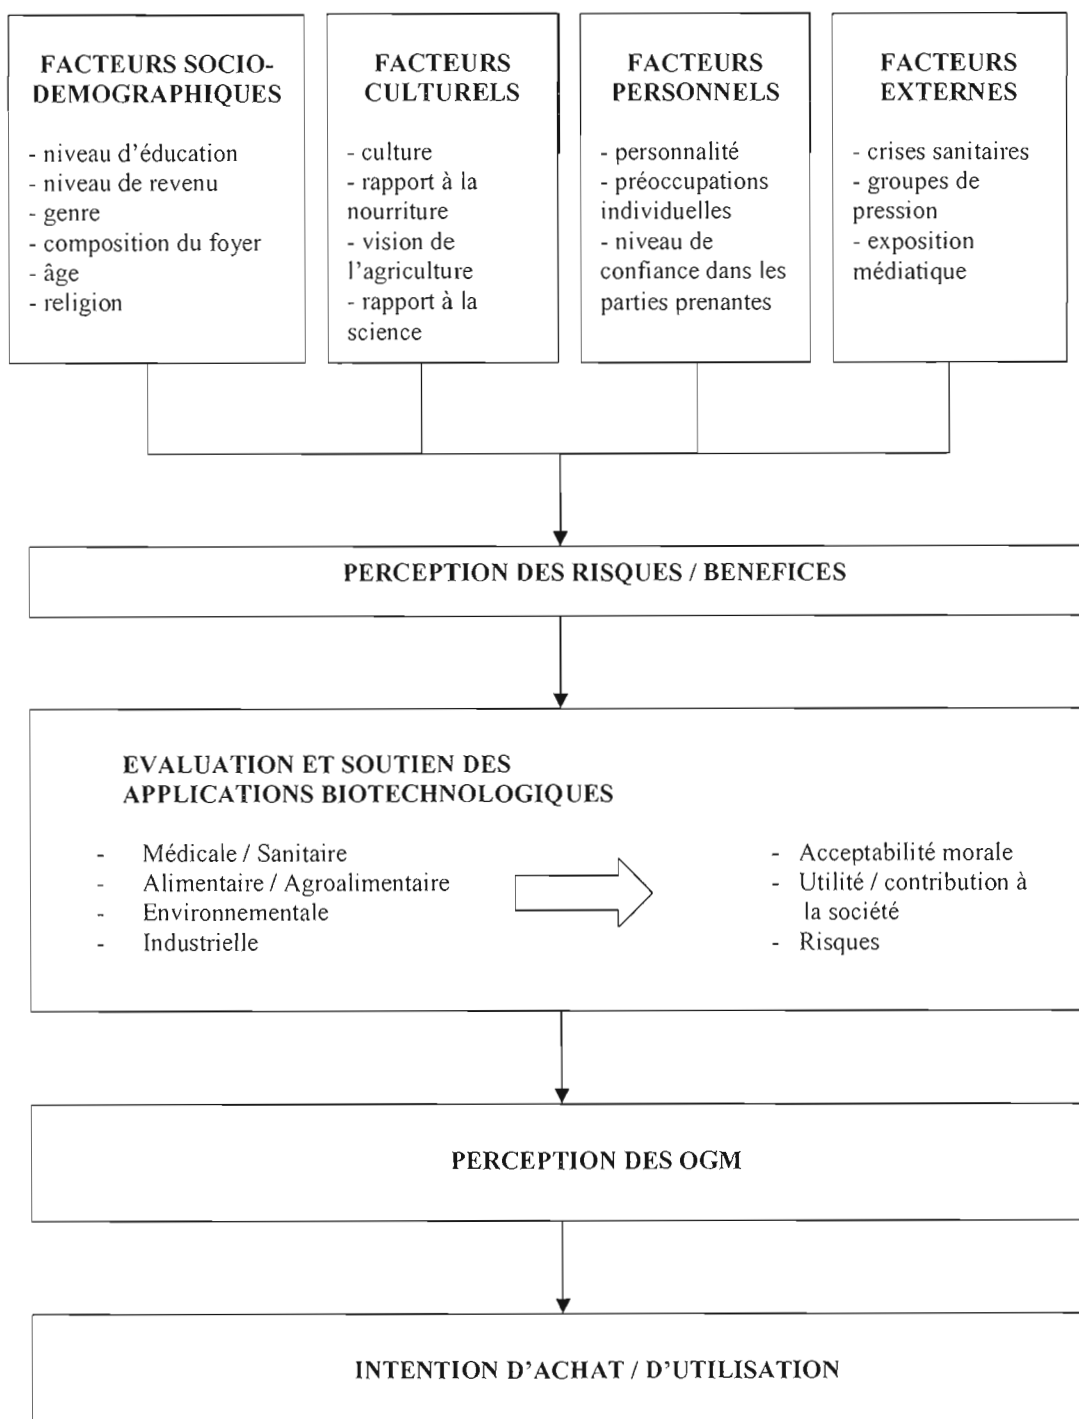 FACTEURS SOCIO-
DEMOGRAPHIQUES
- niveau d'éducation
- niveau de revenu
- genre
- composition du foyer
- âge
- religion
FACTEURS
CULTURELS
- culture
- rapport à la
nourriture
- vision de
l'agriculture
- rapport à la
science
FACTEURS
PERSONNELS
- personnalité
- préoccupations
individuelles
- niveau de
confiance dans les
parties prenantes
FACTEURS
EXTERNES
- crises sanitaires
- groupes de
pression
- exposition
médiatique
PERCEPTION DES RISQUES / BENEFICES
EVALUATION ET SOUTIEN DES
APPLICATIONS BIOTECHNOLOGIQUES
- Médicale / Sanitaire
- Alimentaire / Agroalimentaire
- Environnementale
- Industrielle
- Acceptabilité morale
- Utilité / contribution à
la société
- Risques
PERCEPTION DES OGM
INTENTION D'ACHAT / D'UTILISATION